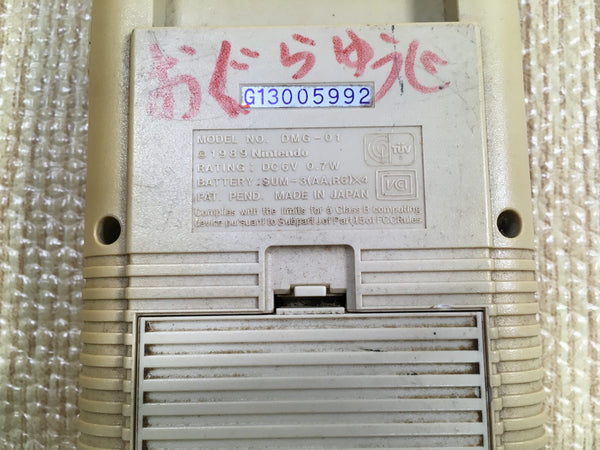 おぐらゆうじ
G13005992
MODEL NO. DMG-01
© 1989 Nintendo
RATING: DC6V 0.7W
BATTERY: SUM-3(AA,R6)X4
PAT. PEND. MADE IN JAPAN
Complies with the limits for a Class B computing
device pursuant to Subpart J of Part 15 of FCC Rules
TÜV